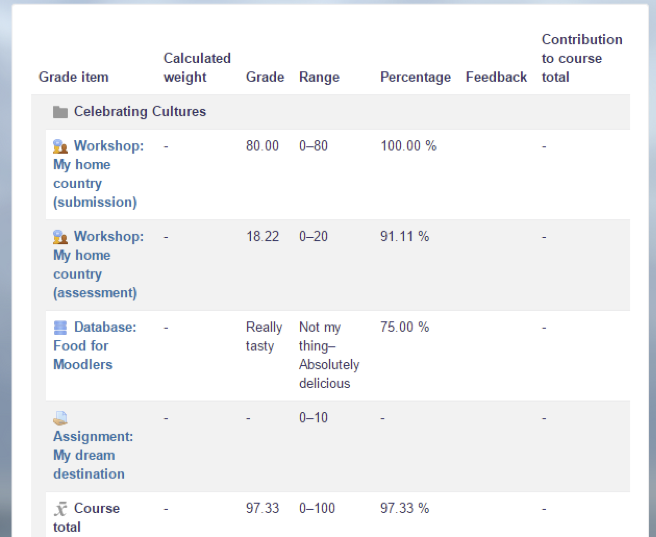 Grade item Calculated weight Grade Range Percentage Feedback Contribution to course total
Celebrating Cultures
Workshop: - 80.00 0–80 100.00 % -
My home
country
(submission)
Workshop: - 18.22 0–20 91.11 % -
My home
country
(assessment)
Database: - Really Not my 75.00 % -
Food for tasty thing–
Moodlers Absolutely
delicious
- - 0–10 - -
Assignment:
My dream
destination
x̄ Course - 97.33 0–100 97.33 % -
total